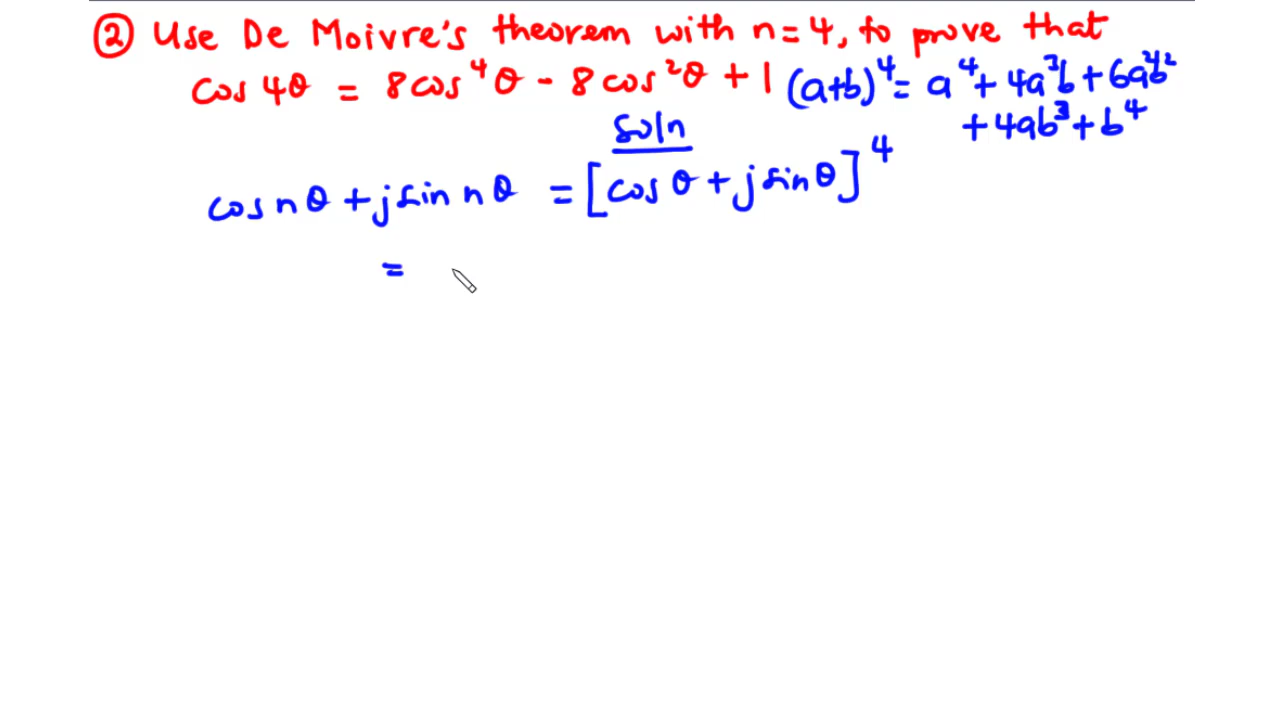 ② Use De Moivre's theorem with n=4, to prove that
cos 4θ = 8cos⁴θ - 8cos²θ + 1 (a+b)⁴ = a⁴ + 4a³b + 6a²b²
+ 4ab³ + b⁴
soln
cos nθ + j sin nθ = [cos θ + j sin θ]⁴
=